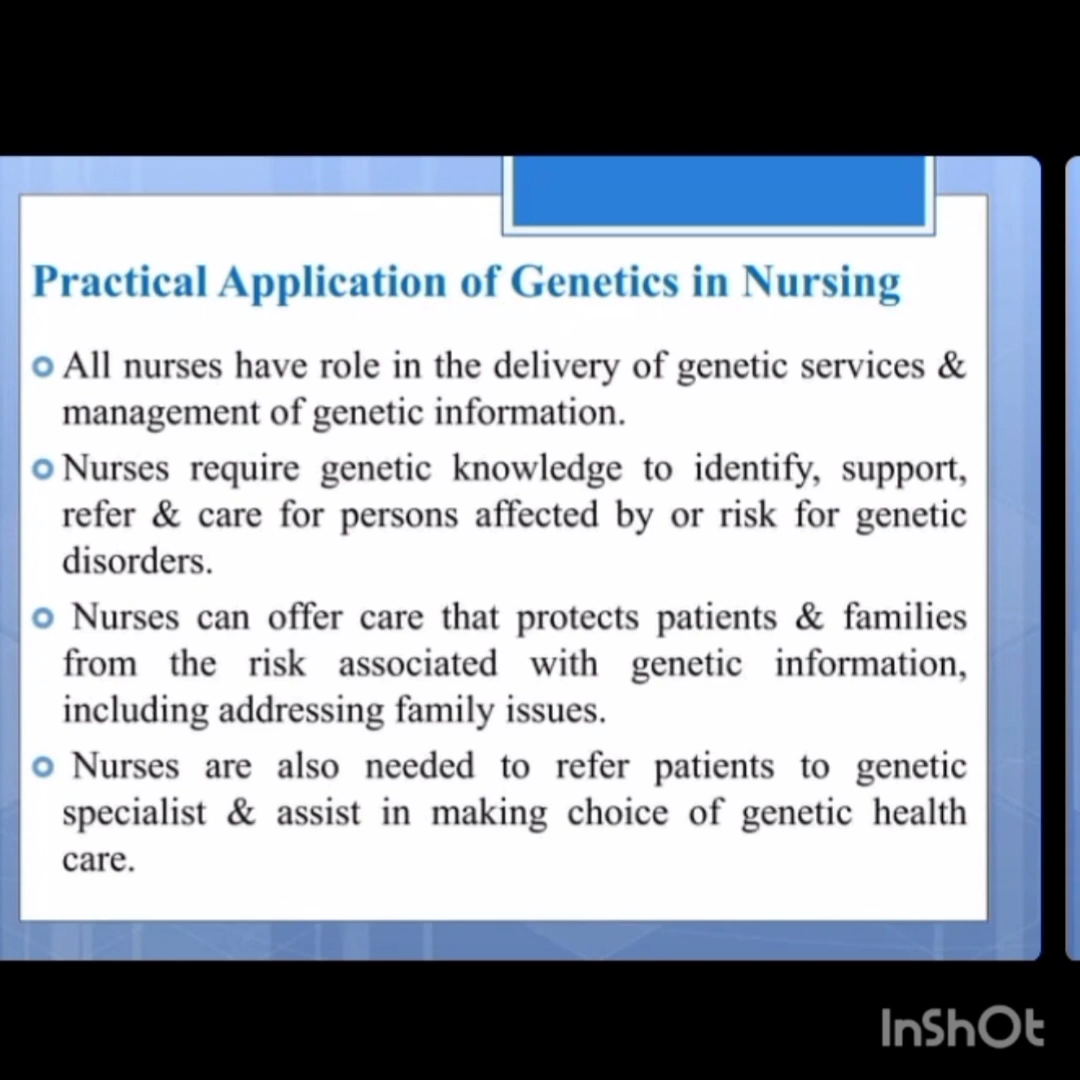 Practical Application of Genetics in Nursing
All nurses have role in the delivery of genetic services &
management of genetic information.
Nurses require genetic knowledge to identify, support,
refer & care for persons affected by or risk for genetic
disorders.
Nurses can offer care that protects patients & families
from the risk associated with genetic information,
including addressing family issues.
Nurses are also needed to refer patients to genetic
specialist & assist in making choice of genetic health
care.
InShOt